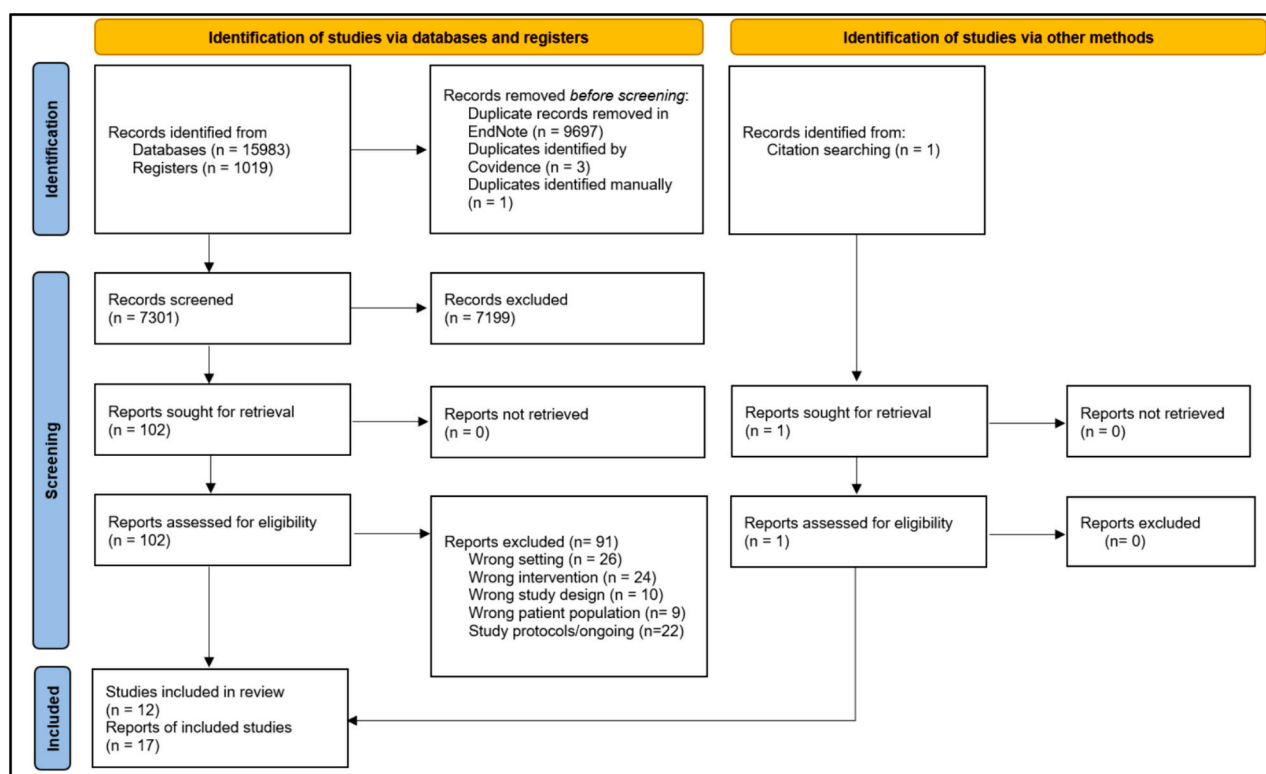 Identification of studies via databases and registers
Identification of studies via other methods
Identification
Records identified from
Databases (n = 15983)
Registers (n = 1019)
Records removed before screening:
Duplicate records removed in
EndNote (n = 9697)
Duplicates identified by
Covidence (n = 3)
Duplicates identified manually
(n = 1)
Records identified from:
Citation searching (n = 1)
Screening
Records screened
(n = 7301)
Records excluded
(n = 7199)
Reports sought for retrieval
(n = 102)
Reports not retrieved
(n = 0)
Reports sought for retrieval
(n = 1)
Reports not retrieved
(n = 0)
Reports assessed for eligibility
(n = 102)
Reports excluded (n= 91)
Wrong setting (n = 26)
Wrong intervention (n = 24)
Wrong study design (n = 10)
Wrong patient population (n= 9)
Study protocols/ongoing (n=22)
Reports assessed for eligibility
(n = 1)
Reports excluded
(n= 0)
Included
Studies included in review
(n = 12)
Reports of included studies
(n = 17)